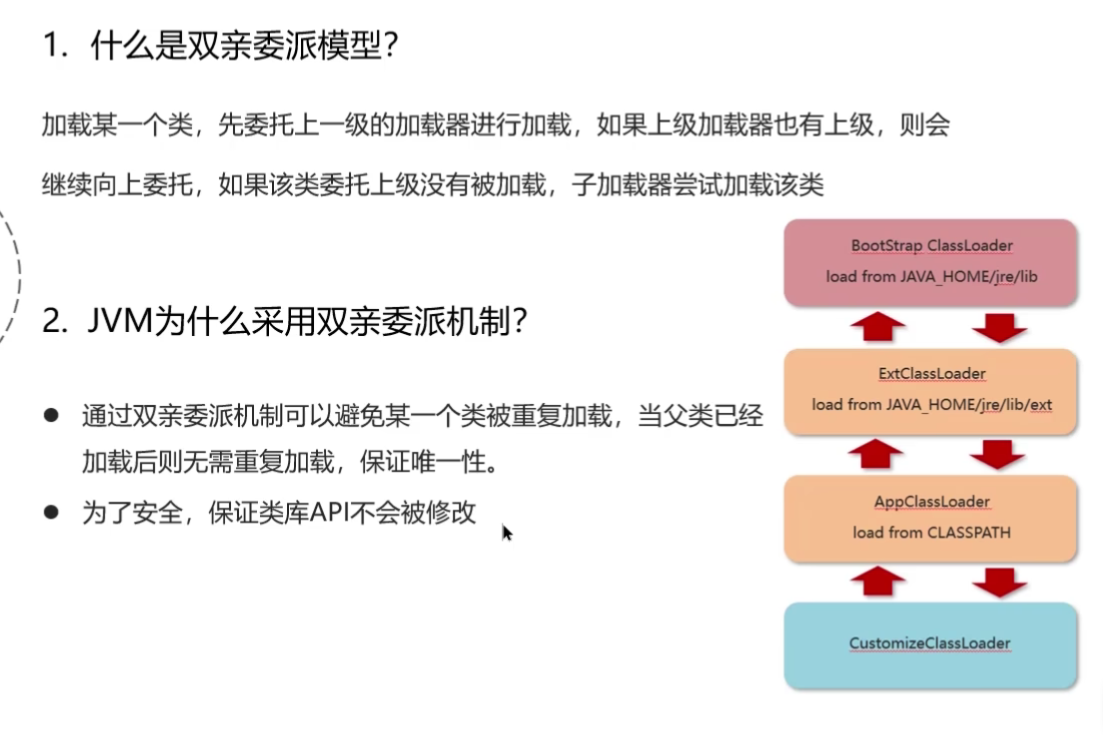 1. 什么是双亲委派模型？
加载某一个类，先委托上一级的加载器进行加载，如果上级加载器也有上级，则会
继续向上委托，如果该类委托上级没有被加载，子加载器尝试加载该类
2. JVM为什么采用双亲委派机制？
● 通过双亲委派机制可以避免某一个类被重复加载，当父类已经
加载后则无需重复加载，保证唯一性。
● 为了安全，保证类库API不会被修改
BootStrap ClassLoader
load from JAVA_HOME/jre/lib
ExtClassLoader
load from JAVA_HOME/jre/lib/ext
AppClassLoader
load from CLASSPATH
CustomizeClassLoader